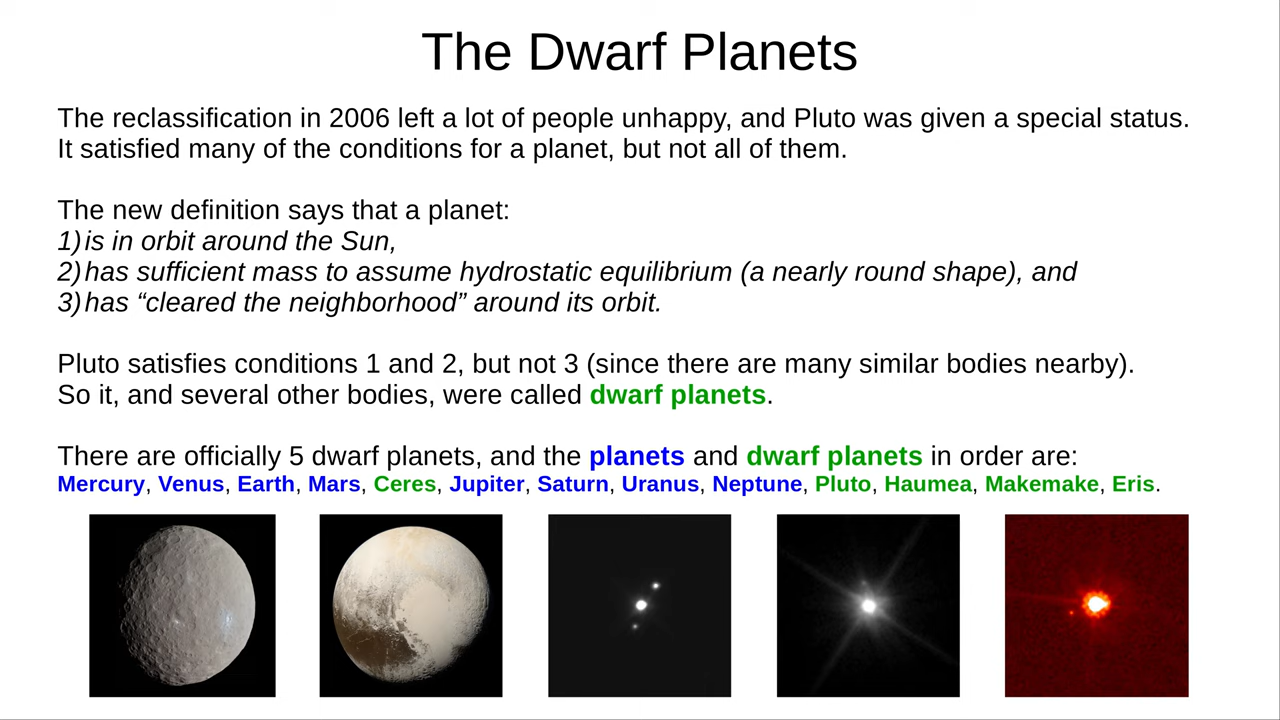 The Dwarf Planets
The reclassification in 2006 left a lot of people unhappy, and Pluto was given a special status.
It satisfied many of the conditions for a planet, but not all of them.
The new definition says that a planet:
1) is in orbit around the Sun,
2) has sufficient mass to assume hydrostatic equilibrium (a nearly round shape), and
3) has “cleared the neighborhood” around its orbit.
Pluto satisfies conditions 1 and 2, but not 3 (since there are many similar bodies nearby).
So it, and several other bodies, were called dwarf planets.
There are officially 5 dwarf planets, and the planets and dwarf planets in order are:
Mercury, Venus, Earth, Mars, Ceres, Jupiter, Saturn, Uranus, Neptune, Pluto, Haumea, Makemake, Eris.